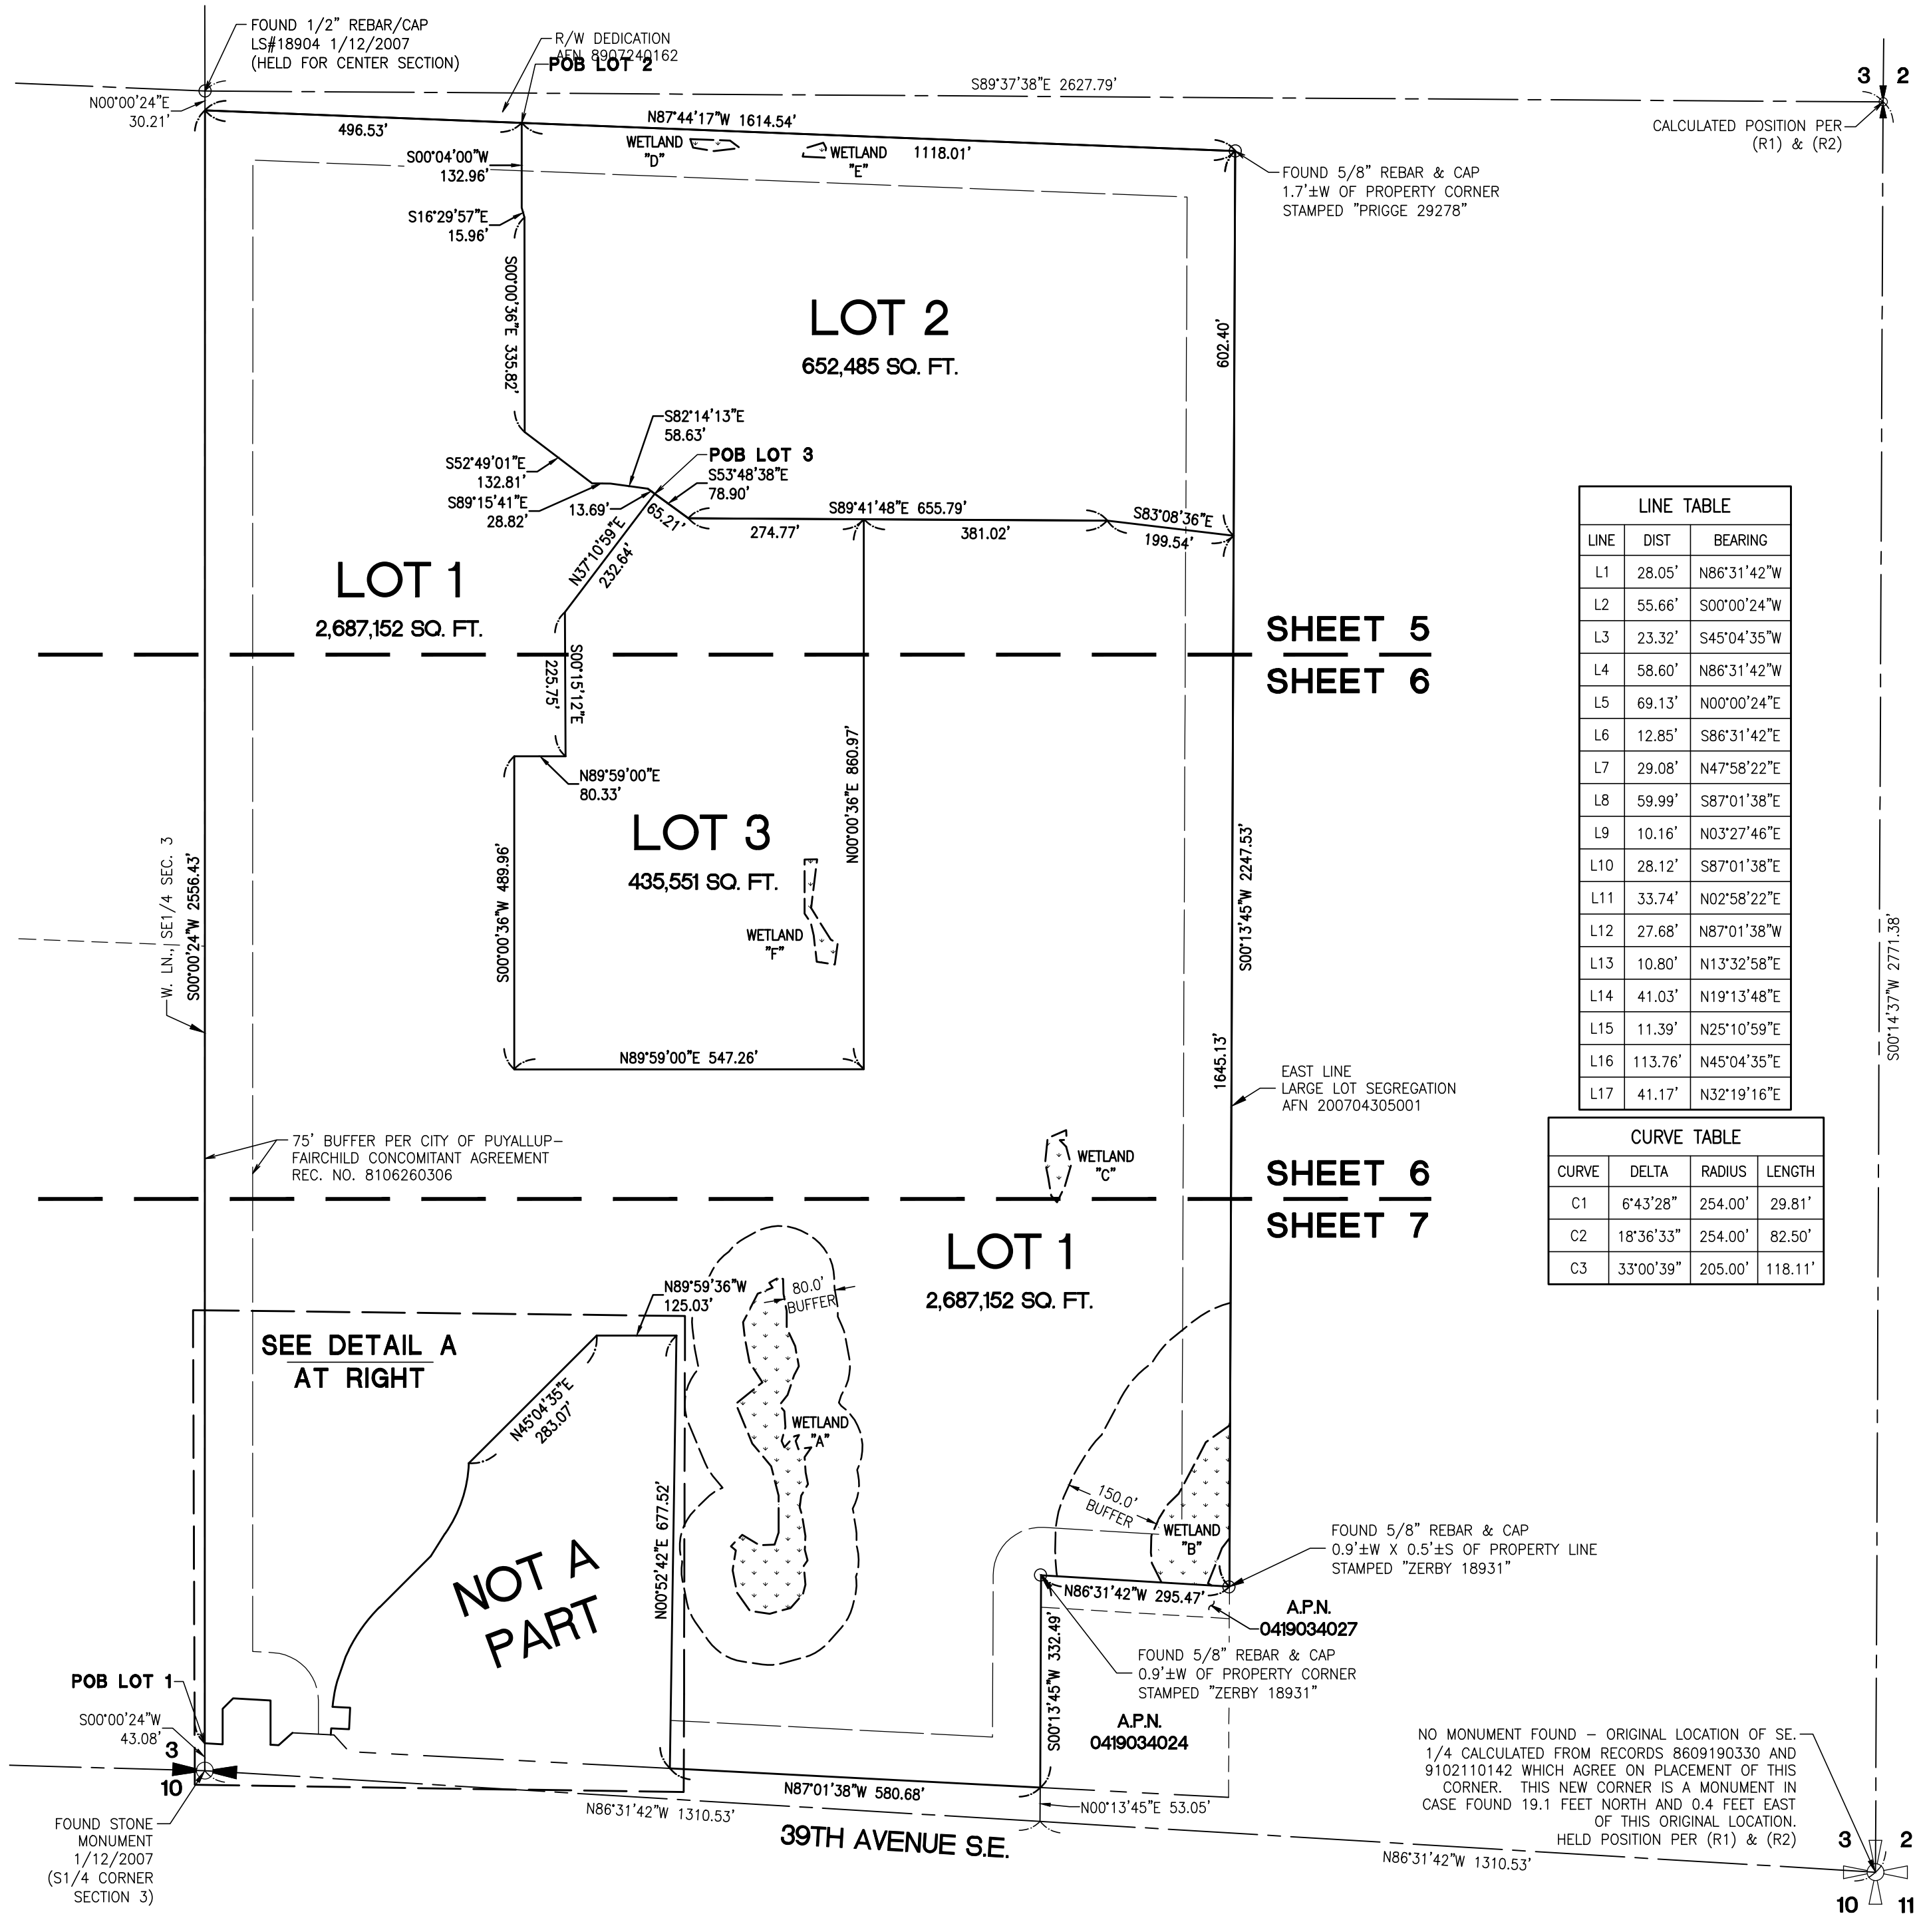 FOUND 1/2" REBAR/CAP
LS#18904 1/12/2007
(HELD FOR CENTER SECTION)
R/W DEDICATION
AFN 8907240162
POB LOT 2
S89°37'38"E 2627.79'
3 2
N00°00'24"E
30.21'
496.53'
N87°44'17"W 1614.54'
CALCULATED POSITION PER
(R1) & (R2)
WETLAND
"D"
WETLAND
"E"
1118.01'
S00°04'00"W
132.96'
FOUND 5/8" REBAR & CAP
1.7'±W OF PROPERTY CORNER
STAMPED "PRIGGE 29278"
S16°29'57"E
15.96'
S00°00'36"E 335.82'
LOT 2
652,485 SQ. FT.
602.40'
S82°14'13"E
58.63'
POB LOT 3
S53°48'38"E
78.90'
S52°49'01"E
132.81'
S89°15'41"E
28.82'
13.69'
65.21'
S89°41'48"E 655.79'
274.77'
381.02'
S83°08'36"E
199.54'
N37°10'59"E
232.64'
LOT 1
2,687,152 SQ. FT.
SHEET 5
SHEET 6
S00°15'12"E
225.75'
N89°59'00"E
80.33'
N00°00'36"E 860.97'
LOT 3
435,551 SQ. FT.
S00°00'36"W 489.96'
WETLAND
"F"
W. LN., SE1/4 SEC. 3
S00°00'24"W 2556.43'
S00°13'45"W 2247.53'
N89°59'00"E 547.26'
1645.13'
EAST LINE
LARGE LOT SEGREGATION
AFN 200704305001
S00°14'37"W 2771.38'
LINE TABLE
LINE DIST BEARING
L1 28.05' N86°31'42"W
L2 55.66' S00°00'24"W
L3 23.32' S45°04'35"W
L4 58.60' N86°31'42"W
L5 69.13' N00°00'24"E
L6 12.85' S86°31'42"E
L7 29.08' N47°58'22"E
L8 59.99' S87°01'38"E
L9 10.16' N03°27'46"E
L10 28.12' S87°01'38"E
L11 33.74' N02°58'22"E
L12 27.68' N87°01'38"W
L13 10.80' N13°32'58"E
L14 41.03' N19°13'48"E
L15 11.39' N25°10'59"E
L16 113.76' N45°04'35"E
L17 41.17' N32°19'16"E
CURVE TABLE
CURVE DELTA RADIUS LENGTH
C1 6°43'28" 254.00' 29.81'
C2 18°36'33" 254.00' 82.50'
C3 33°00'39" 205.00' 118.11'
75' BUFFER PER CITY OF PUYALLUP-
FAIRCHILD CONCOMITANT AGREEMENT
REC. NO. 8106260306
WETLAND
"C"
SHEET 6
SHEET 7
LOT 1
2,687,152 SQ. FT.
N89°59'36"W
125.03'
80.0'
BUFFER
SEE DETAIL A
AT RIGHT
N45°04'35"E
283.07'
WETLAND
"A"
N00°52'42"E 677.52'
150.0'
BUFFER
WETLAND
"B"
FOUND 5/8" REBAR & CAP
0.9'±W X 0.5'±S OF PROPERTY LINE
STAMPED "ZERBY 18931"
NOT A
PART
N86°31'42"W 295.47'
A.P.N.
0419034027
S00°13'45"W 332.49'
FOUND 5/8" REBAR & CAP
0.9'±W OF PROPERTY CORNER
STAMPED "ZERBY 18931"
A.P.N.
0419034024
POB LOT 1
S00°00'24"W
43.08'
3
10
N87°01'38"W 580.68'
N00°13'45"E 53.05'
N86°31'42"W 1310.53'
39TH AVENUE S.E.
FOUND STONE
MONUMENT
1/12/2007
(S1/4 CORNER
SECTION 3)
NO MONUMENT FOUND - ORIGINAL LOCATION OF SE.
1/4 CALCULATED FROM RECORDS 8609190330 AND
9102110142 WHICH AGREE ON PLACEMENT OF THIS
CORNER. THIS NEW CORNER IS A MONUMENT IN
CASE FOUND 19.1 FEET NORTH AND 0.4 FEET EAST
OF THIS ORIGINAL LOCATION.
HELD POSITION PER (R1) & (R2)
N86°31'42"W 1310.53'
3 2
10 11